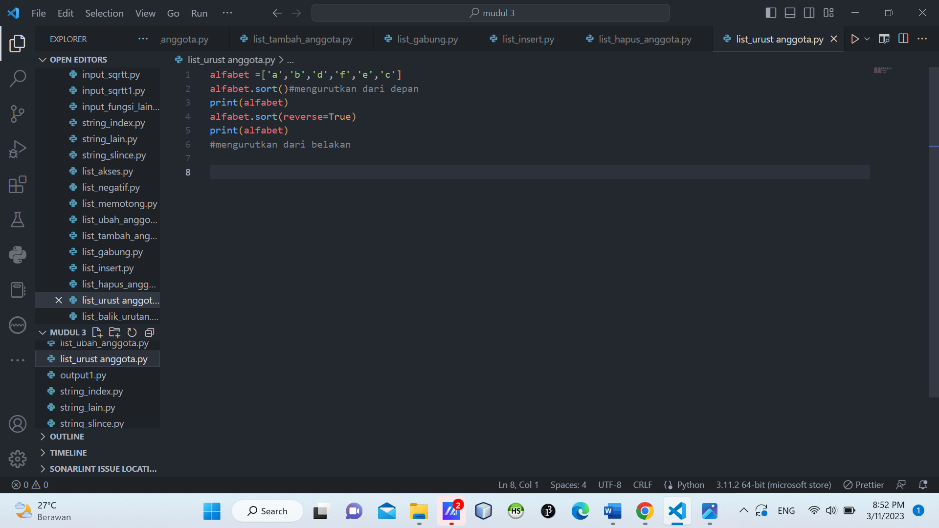 File Edit Selection View Go Run ··· mudul 3
EXPLORER ··· anggota.py list_tambah_anggota.py list_gabung.py list_insert.py list_hapus_anggota.py list_urust anggota.py
OPEN EDITORS
input_sqrtt.py
input_sqrtt1.py
input_fungsi_lain...
string_index.py
string_lain.py
string_slince.py
list_akses.py
list_negatif.py
list_memotong.py
list_ubah_anggo...
list_tambah_ang...
list_gabung.py
list_insert.py
list_hapus_angg...
list_urust anggot...
list_balik_urutan....
MUDUL 3
list_ubah_anggota.py
list_urust anggota.py
output1.py
string_index.py
string_lain.py
string_slince.py
OUTLINE
TIMELINE
SONARLINT ISSUE LOCATI...
list_urust anggota.py > ...
1 alfabet =['a','b','d','f','e','c']
2 alfabet.sort()#mengurutkan dari depan
3 print(alfabet)
4 alfabet.sort(reverse=True)
5 print(alfabet)
6 #mengurutkan dari belakan
7
8
0 0 Ln 8, Col 1 Spaces: 4 UTF-8 CRLF Python 3.11.2 64-bit (microsoft store) Prettier
27°C
Berawan
Search
2
HS
ENG
8:52 PM
3/11/2023
1